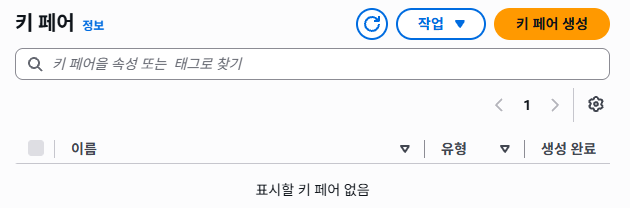 키 페어 정보 작업 키 페어 생성
키 페어을 속성 또는 태그로 찾기
1
이름 유형 생성 완료
표시할 키 페어 없음